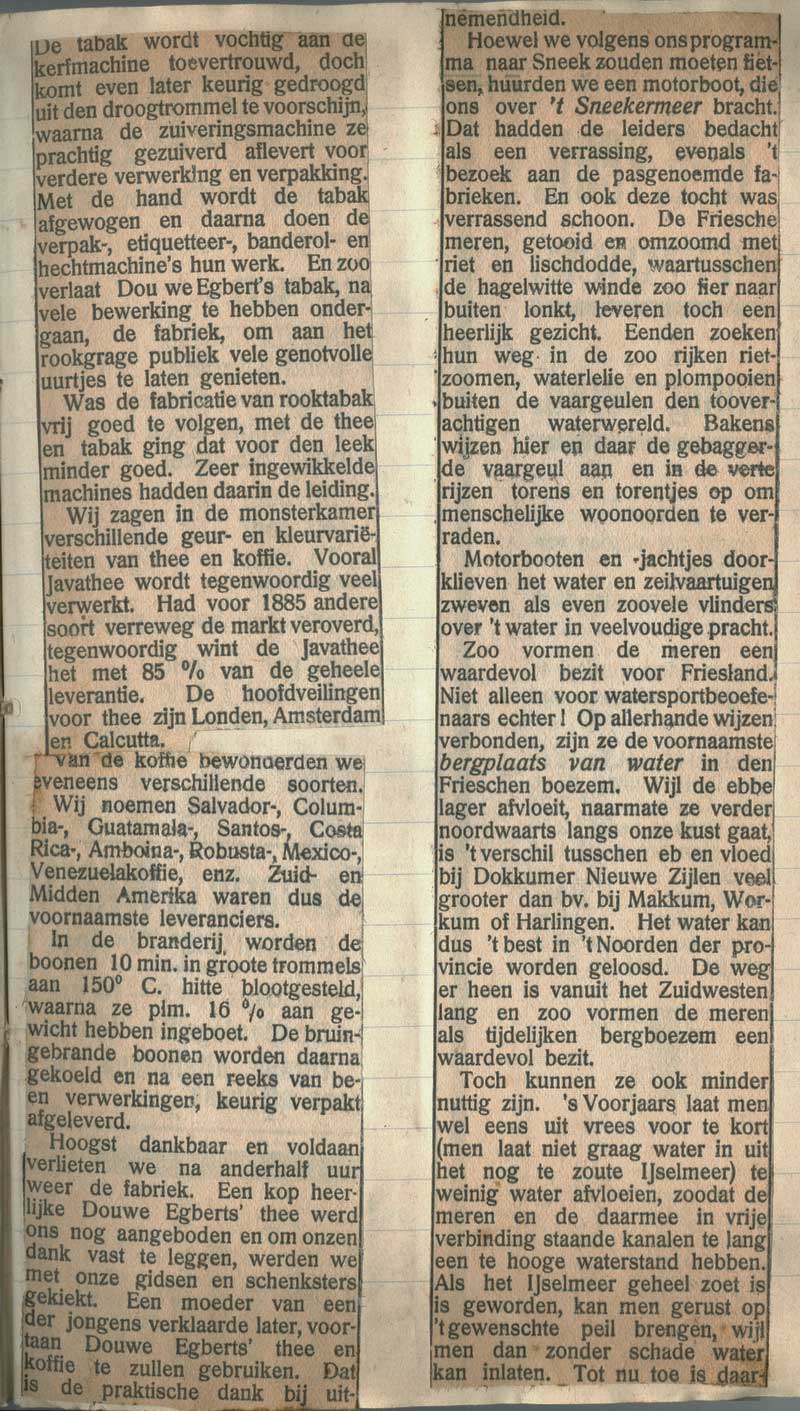 De tabak wordt vochtig aan de
kerfmachine toevertrouwd, doch
komt even later keurig gedroogd
uit den droogtrommel te voorschijn,
waarna de zuiveringsmachine ze
prachtig gezuiverd aflevert voor
verdere verwerking en verpakking.
Met de hand wordt de tabak
afgewogen en daarna doen de
verpak-, etiquetteer-, banderol- en
hechtmachine's hun werk. En zoo
verlaat Dou we Egbert's tabak, na
vele bewerking te hebben onder-
gaan, de fabriek, om aan het
rookgrage publiek vele genotvolle
uurtjes te laten genieten.
Was de fabricatie van rooktabak
vrij goed te volgen, met de thee
en tabak ging dat voor den leek
minder goed. Zeer ingewikkelde
machines hadden daarin de leiding.
Wij zagen in de monsterkamer
verschillende geur- en kleurvarië-
teiten van thee en koffie. Vooral
Javathee wordt tegenwoordig veel
verwerkt. Had voor 1885 andere
soort verreweg de markt veroverd,
tegenwoordig wint de Javathee
het met 85 % van de geheele
leverantie. De hoofdveilingen
voor thee zijn Londen, Amsterdam
en Calcutta.
Van de koffie bewonderden we
eveneens verschillende soorten.
Wij noemen Salvador-, Colum-
bia-, Guatamala-, Santos-, Costa
Rica-, Amboina-, Robusta-, Mexico-,
Venezuelakoffie, enz. Zuid- en
Midden Amerika waren dus de
voornaamste leveranciers.
In de branderij worden de
boonen 10 min. in groote trommels
aan 150° C. hitte blootgesteld,
waarna ze plm. 16 % aan ge-
wicht hebben ingeboet. De bruin-
gebrande boonen worden daarna
gekoeld en na een reeks van be-
en verwerkingen, keurig verpakt
afgeleverd.
Hoogst dankbaar en voldaan
verlieten we na anderhalf uur
weer de fabriek. Een kop heer-
lijke Douwe Egberts' thee werd
ons nog aangeboden en om onzen
dank vast te leggen, werden we
met onze gidsen en schenksters
gekiekt. Een moeder van een
der jongens verklaarde later, voor-
taan Douwe Egberts' thee en
koffie te zullen gebruiken. Dat
is de praktische dank bij uit-
nemendheid.
Hoewel we volgens ons program-
ma naar Sneek zouden moeten fiet-
sen, huurden we een motorboot, die
ons over 't Sneekermeer bracht.
Dat hadden de leiders bedacht
als een verrassing, evenals 't
bezoek aan de pasgenoemde fa-
brieken. En ook deze tocht was
verrassend schoon. De Friesche
meren, getooid en omzoomd met
riet en lischdodde, waartusschen
de hagelwitte winde zoo fier naar
buiten lonkt, leveren toch een
heerlijk gezicht. Eenden zoeken
hun weg in de zoo rijken riet-
zoomen, waterlelie en plompooien
buiten de vaargeulen den toover-
achtigen waterwereld. Bakens
wijzen hier en daar de gebagger-
de vaargeul aan en in de verte
rijzen torens en torentjes op om
menschelijke woonoorden te ver-
raden.
Motorbooten en -jachtjes door-
klieven het water en zeilvaartuigen
zweven als even zoovele vlinders
over 't water in veelvoudige pracht.
Zoo vormen de meren een
waardevol bezit voor Friesland.
Niet alleen voor watersportbeoefe-
naars echter! Op allerhande wijzen
verbonden, zijn ze de voornaamste
bergplaats van water in den
Frieschen boezem. Wijl de ebbe
lager afvloeit, naarmate ze verder
noordwaarts langs onze kust gaat,
is 't verschil tusschen eb en vloed
bij Dokkumer Nieuwe Zijlen veel
grooter dan bv. bij Makkum, Wor-
kum of Harlingen. Het water kan
dus 't best in 't Noorden der pro-
vincie worden geloosd. De weg
er heen is vanuit het Zuidwesten
lang en zoo vormen de meren
als tijdelijken bergboezem een
waardevol bezit.
Toch kunnen ze ook minder
nuttig zijn. 's Voorjaars laat men
wel eens uit vrees voor te kort
(men laat niet graag water in uit
het nog te zoute IJselmeer) te
weinig water afvloeien, zoodat de
meren en de daarmee in vrije
verbinding staande kanalen te lang
een te hooge waterstand hebben.
Als het IJselmeer geheel zoet is
is geworden, kan men gerust op
't gewenschte peil brengen, wijl
men dan zonder schade water
kan inlaten. Tot nu toe is daar-